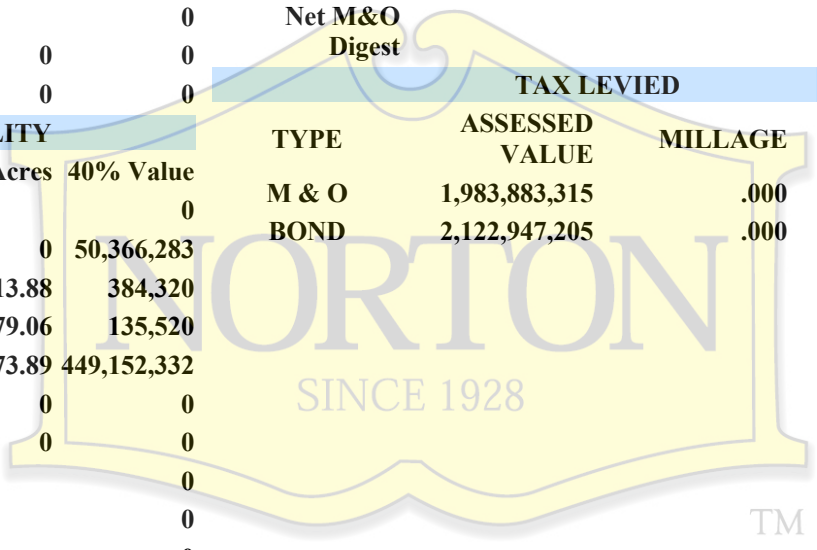 0 Net M&O
0 0 Digest
0 0 TAX LEVIED
LITY TYPE ASSESSED VALUE MILLAGE
Acres 40% Value
0 M & O 1,983,883,315 .000
0 50,366,283 BOND 2,122,947,205 .000
13.88 384,320
79.06 135,520
73.89 449,152,332
0 0
0 0
0
0
NORTON
SINCE 1928
TM